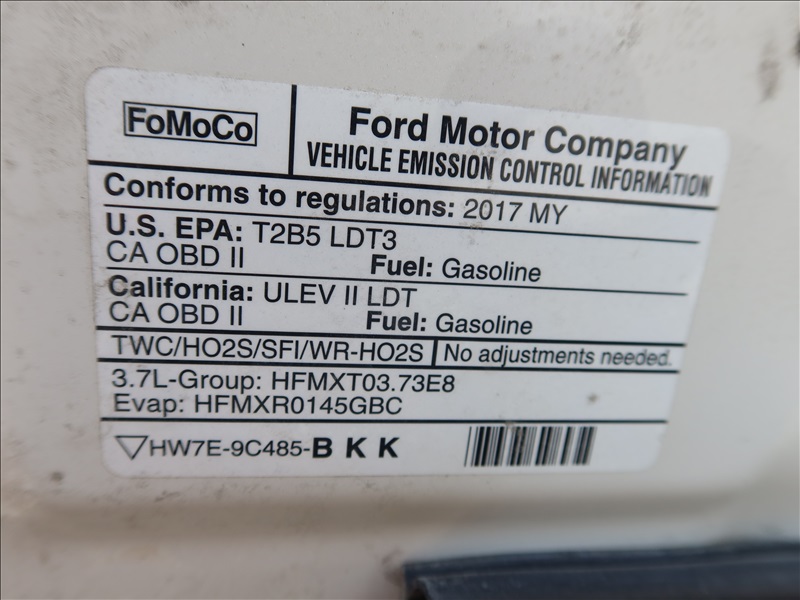 FoMoCo
Ford Motor Company
VEHICLE EMISSION CONTROL INFORMATION
Conforms to regulations: 2017 MY
U.S. EPA: T2B5 LDT3
CA OBD II Fuel: Gasoline
California: ULEV II LDT
CA OBD II Fuel: Gasoline
TWC/HO2S/SFI/WR-HO2S No adjustments needed.
3.7L-Group: HFMXT03.73E8
Evap: HFMXR0145GBC
HW7E-9C485-B K K